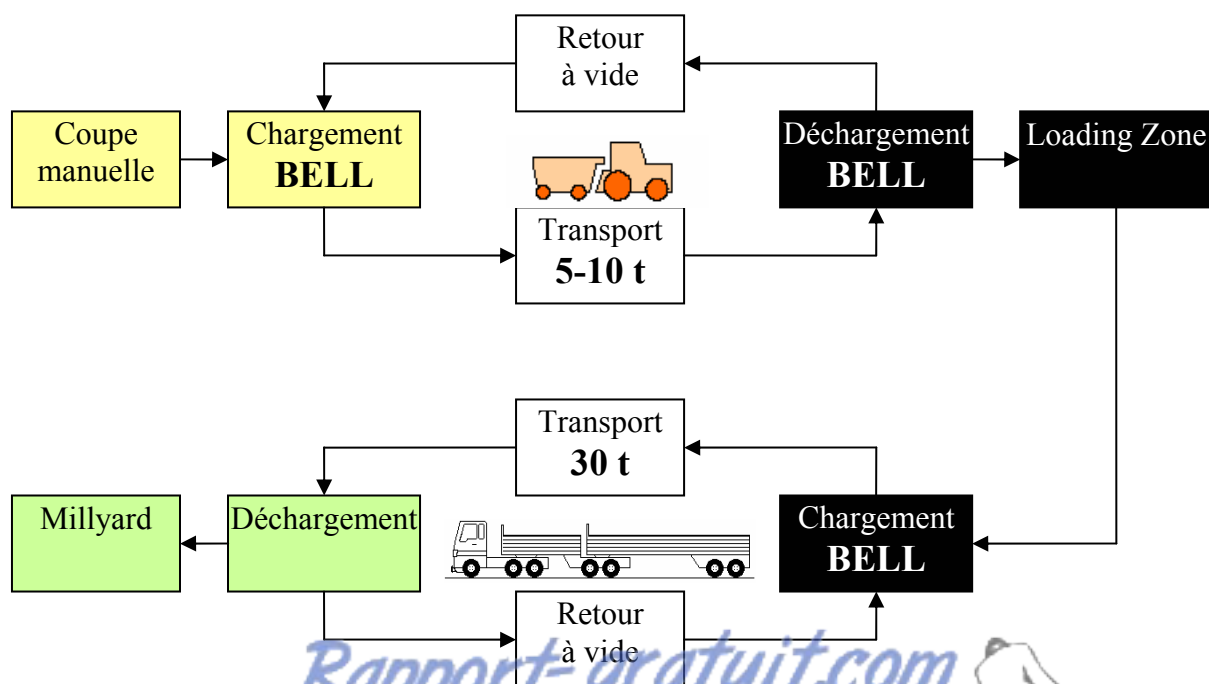 Retour
à vide
Coupe
manuelle
Chargement
BELL
Déchargement
BELL
Loading Zone
Transport
5-10 t
Transport
30 t
Millyard
Déchargement
Chargement
BELL
Retour
à vide
Rapport-gratuit.com